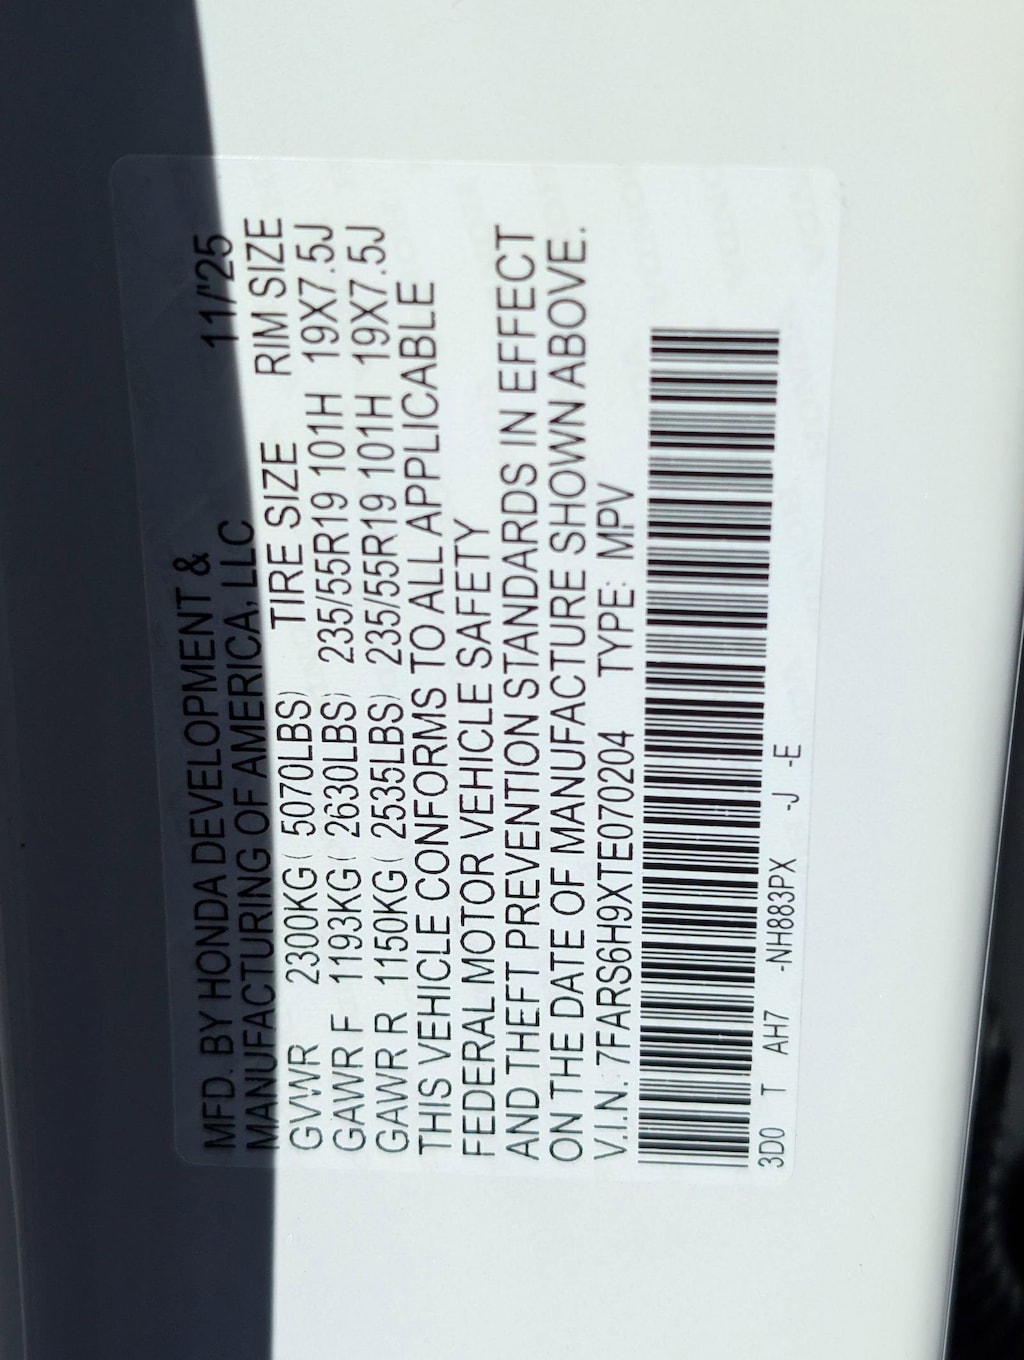 MFD. BY HONDA DEVELOPMENT &
MANUFACTURING OF AMERICA, LLC 11/'25
GVWR 2300KG ( 5070LBS) TIRE SIZE RIM SIZE
GAWR F 1193KG ( 2630LBS) 235/55R19 101H 19X7.5J
GAWR R 1150KG ( 2535LBS) 235/55R19 101H 19X7.5J
THIS VEHICLE CONFORMS TO ALL APPLICABLE
FEDERAL MOTOR VEHICLE SAFETY
AND THEFT PREVENTION STANDARDS IN EFFECT
ON THE DATE OF MANUFACTURE SHOWN ABOVE.
V.I.N. 7FARS6H9XTE070204 TYPE: MPV
3D0 T AH7 -NH883PX -J -E